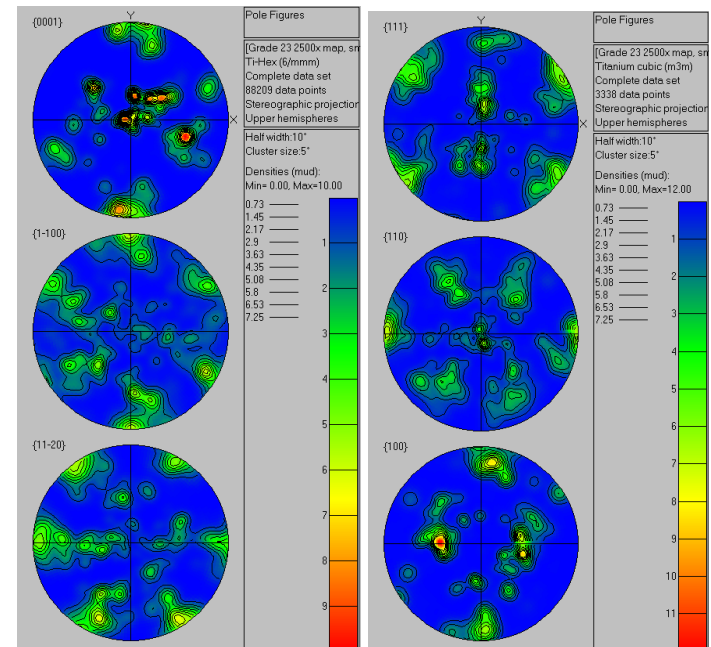 {0001}
Y
X
Pole Figures
[Grade 23 2500x map, sm
Ti-Hex (6/mmm)
Complete data set
88209 data points
Stereographic projection
Upper hemispheres
Half width:10°
Cluster size:5°
Densities (mud):
Min= 0.00, Max=10.00
0.73
1.45
2.17
2.9
3.63
4.35
5.08
5.8
6.53
7.25
1
2
3
4
5
6
7
8
9
{1-100}
{11-20}
{111}
Y
X
Pole Figures
[Grade 23 2500x map, sm
Titanium cubic (m3m)
Complete data set
3338 data points
Stereographic projection
Upper hemispheres
Half width:10°
Cluster size:5°
Densities (mud):
Min= 0.00, Max=12.00
0.73
1.45
2.17
2.9
3.63
4.35
5.08
5.8
6.53
7.25
1
2
3
4
5
6
7
8
9
10
11
{110}
{100}